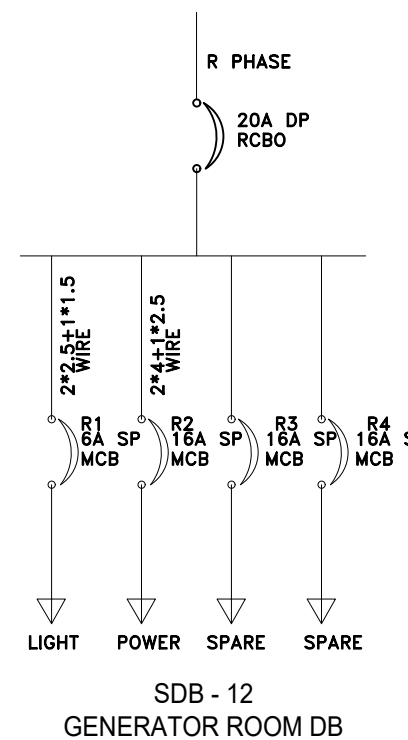 R PHASE
20A DP
RCBO
2*2.5+1*1.5
WIRE
2*4+1*2.5
WIRE
R1
6A SP
MCB
R2
16A SP
MCB
R3
16A SP
MCB
R4
16A S
MCB
LIGHT
POWER
SPARE
SPARE
SDB - 12
GENERATOR ROOM DB